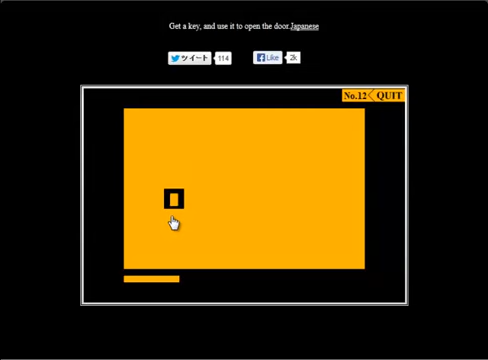 Get a key, and use it to open the door.Japanese
ツイート 114 Like 2k
No.12 QUIT